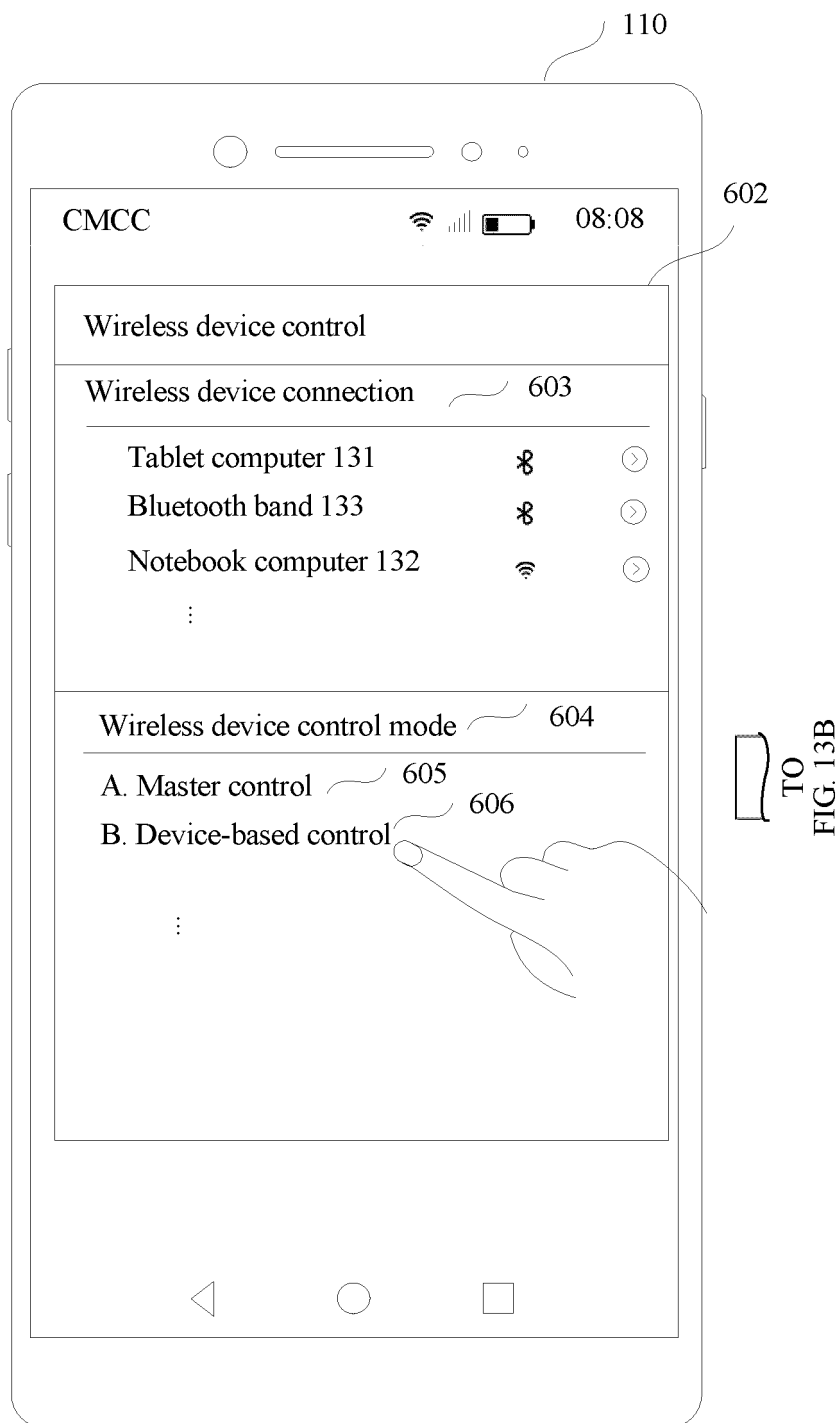 110
CMCC 08:08
602
Wireless device control
Wireless device connection 603
Tablet computer 131
Bluetooth band 133
Notebook computer 132
⋮
Wireless device control mode 604
A. Master control 605
606
B. Device-based control
⋮
TO
FIG. 13B